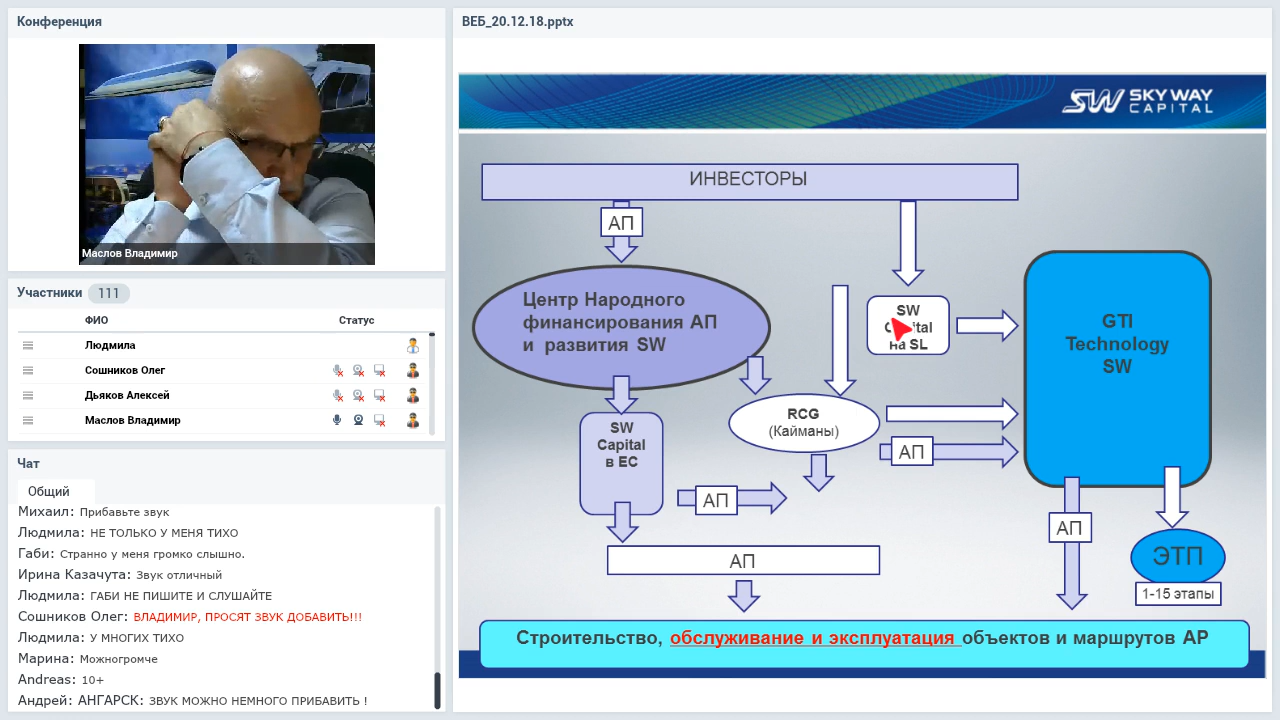 Конференция
Маслов Владимир
Участники 111
ФИО Статус
Людмила
Сошников Олег
Дьяков Алексей
Маслов Владимир
Чат
Общий
Михаил: Прибавьте звук
Людмила: НЕ ТОЛЬКО У МЕНЯ ТИХО
Габи: Странно у меня громко слышно.
Ирина Казачута: Звук отличный
Людмила: ГАБИ НЕ ПИШИТЕ И СЛУШАЙТЕ
Сошников Олег: ВЛАДИМИР, ПРОСЯТ ЗВУК ДОБАВИТЬ!!!
Людмила: У МНОГИХ ТИХО
Марина: Можногромче
Andreas: 10+
Андрей: АНГАРСК: ЗВУК МОЖНО НЕМНОГО ПРИБАВИТЬ !
ВЕБ_20.12.18.pptx
SW SKY WAY
CAPITAL
ИНВЕСТОРЫ
АП
Центр Народного
финансирования АП
и развития SW
SW
на SL
GTI
Technology
SW
SW
Capital
в ЕС
RCG
(Кайманы)
АП
АП
АП
АП
ЭТП
1-15 этапы
Строительство, обслуживание и эксплуатация объектов и маршрутов АР